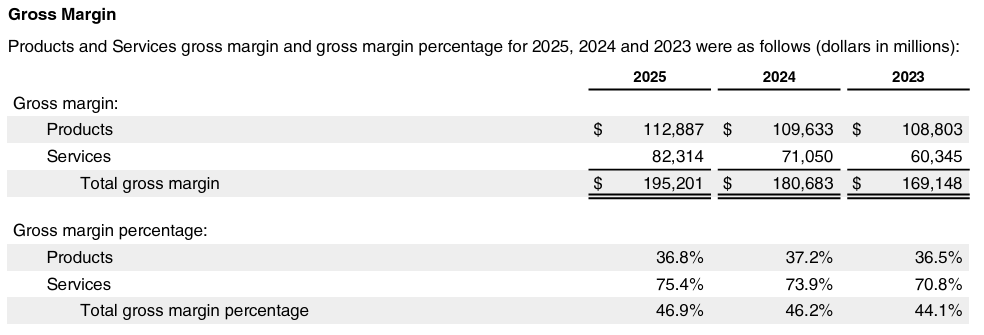 Gross Margin
Products and Services gross margin and gross margin percentage for 2025, 2024 and 2023 were as follows (dollars in millions):
2025 2024 2023
Gross margin:
Products $ 112,887 $ 109,633 $ 108,803
Services 82,314 71,050 60,345
Total gross margin $ 195,201 $ 180,683 $ 169,148
Gross margin percentage:
Products 36.8% 37.2% 36.5%
Services 75.4% 73.9% 70.8%
Total gross margin percentage 46.9% 46.2% 44.1%